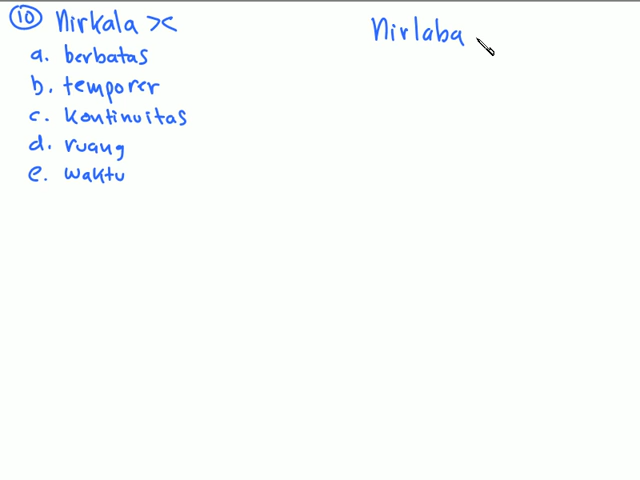 10 Nirkala ><
Nirlaba
a. berbatas
b. temporer
c. kontinuitas
d. ruang
e. waktu